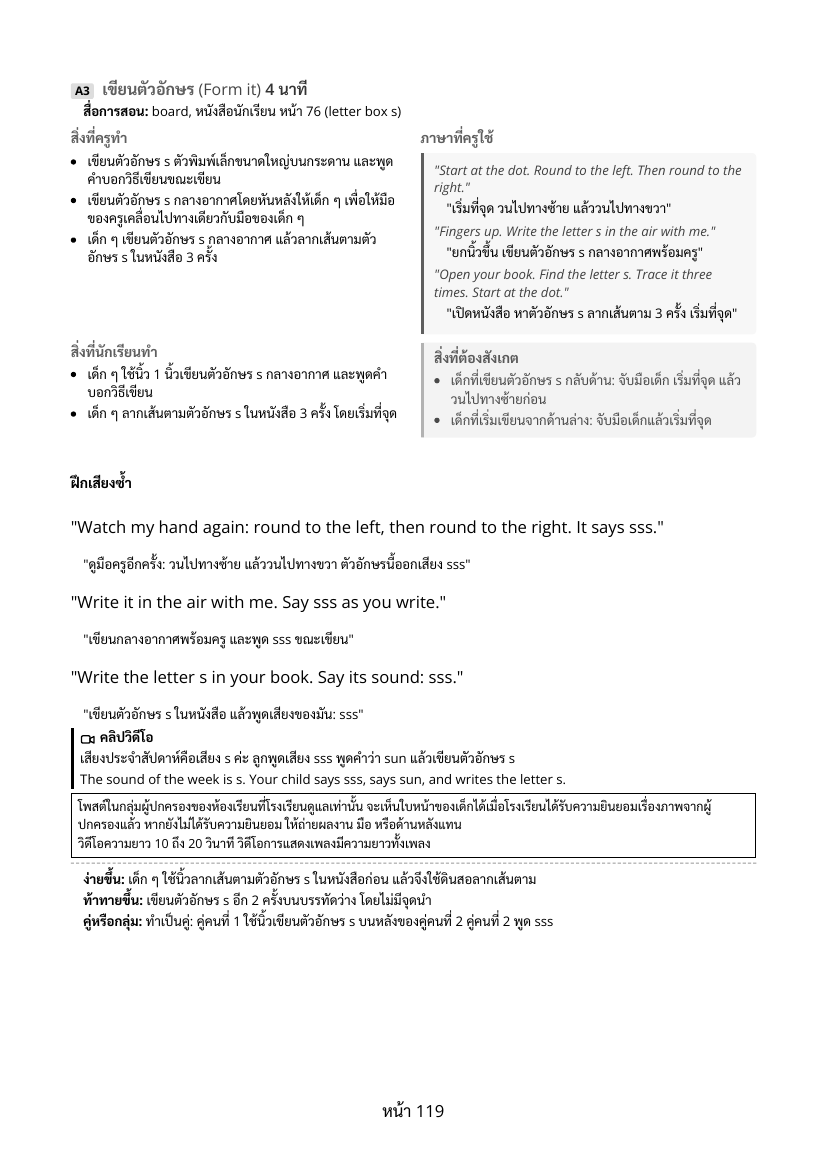 A3 เขียนตัวอักษร (Form it) 4 นาที
สื่อการสอน: board, หนังสือนักเรียน หน้า 76 (letter box s)
สิ่งที่ครูทำ
เขียนตัวอักษร s ตัวพิมพ์เล็กขนาดใหญ่บนกระดาน และพูด
คำบอกวิธีเขียนขณะเขียน
เขียนตัวอักษร s กลางอากาศโดยหันหลังให้เด็ก ๆ เพื่อให้มือ
ของครูเคลื่อนไปทางเดียวกับมือของเด็ก ๆ
เด็ก ๆ เขียนตัวอักษร s กลางอากาศ แล้วลากเส้นตามตัว
อักษร s ในหนังสือ 3 ครั้ง
ภาษาที่ครูใช้
"Start at the dot. Round to the left. Then round to the
right."
"เริ่มที่จุด วนไปทางซ้าย แล้ววนไปทางขวา"
"Fingers up. Write the letter s in the air with me."
"ยกนิ้วขึ้น เขียนตัวอักษร s กลางอากาศพร้อมครู"
"Open your book. Find the letter s. Trace it three
times. Start at the dot."
"เปิดหนังสือ หาตัวอักษร s ลากเส้นตาม 3 ครั้ง เริ่มที่จุด"
สิ่งที่นักเรียนทำ
เด็ก ๆ ใช้นิ้ว 1 นิ้วเขียนตัวอักษร s กลางอากาศ และพูดคำ
บอกวิธีเขียน
เด็ก ๆ ลากเส้นตามตัวอักษร s ในหนังสือ 3 ครั้ง โดยเริ่มที่จุด
สิ่งที่ต้องสังเกต
เด็กที่เขียนตัวอักษร s กลับด้าน: จับมือเด็ก เริ่มที่จุด แล้ว
วนไปทางซ้ายก่อน
เด็กที่เริ่มเขียนจากด้านล่าง: จับมือเด็กแล้วเริ่มที่จุด
ฝึกเสียงซ้ำ
"Watch my hand again: round to the left, then round to the right. It says sss."
"ดูมือครูอีกครั้ง: วนไปทางซ้าย แล้ววนไปทางขวา ตัวอักษรนี้ออกเสียง sss"
"Write it in the air with me. Say sss as you write."
"เขียนกลางอากาศพร้อมครู และพูด sss ขณะเขียน"
"Write the letter s in your book. Say its sound: sss."
"เขียนตัวอักษร s ในหนังสือ แล้วพูดเสียงของมัน: sss"
คลิปวิดีโอ
เสียงประจำสัปดาห์คือเสียง s ค่ะ ลูกพูดเสียง sss พูดคำว่า sun แล้วเขียนตัวอักษร s
The sound of the week is s. Your child says sss, says sun, and writes the letter s.
โพสต์ในกลุ่มผู้ปกครองของห้องเรียนที่โรงเรียนดูแลเท่านั้น จะเห็นใบหน้าของเด็กได้เมื่อโรงเรียนได้รับความยินยอมเรื่องภาพจากผู้
ปกครองแล้ว หากยังไม่ได้รับความยินยอม ให้ถ่ายผลงาน มือ หรือด้านหลังแทน
วิดีโอความยาว 10 ถึง 20 วินาที วิดีโอการแสดงเพลงมีความยาวทั้งเพลง
ง่ายขึ้น: เด็ก ๆ ใช้นิ้วลากเส้นตามตัวอักษร s ในหนังสือก่อน แล้วจึงใช้ดินสอลากเส้นตาม
ท้าทายขึ้น: เขียนตัวอักษร s อีก 2 ครั้งบนบรรทัดว่าง โดยไม่มีจุดนำ
คู่หรือกลุ่ม: ทำเป็นคู่: คู่คนที่ 1 ใช้นิ้วเขียนตัวอักษร s บนหลังของคู่คนที่ 2 คู่คนที่ 2 พูด sss
หน้า 119